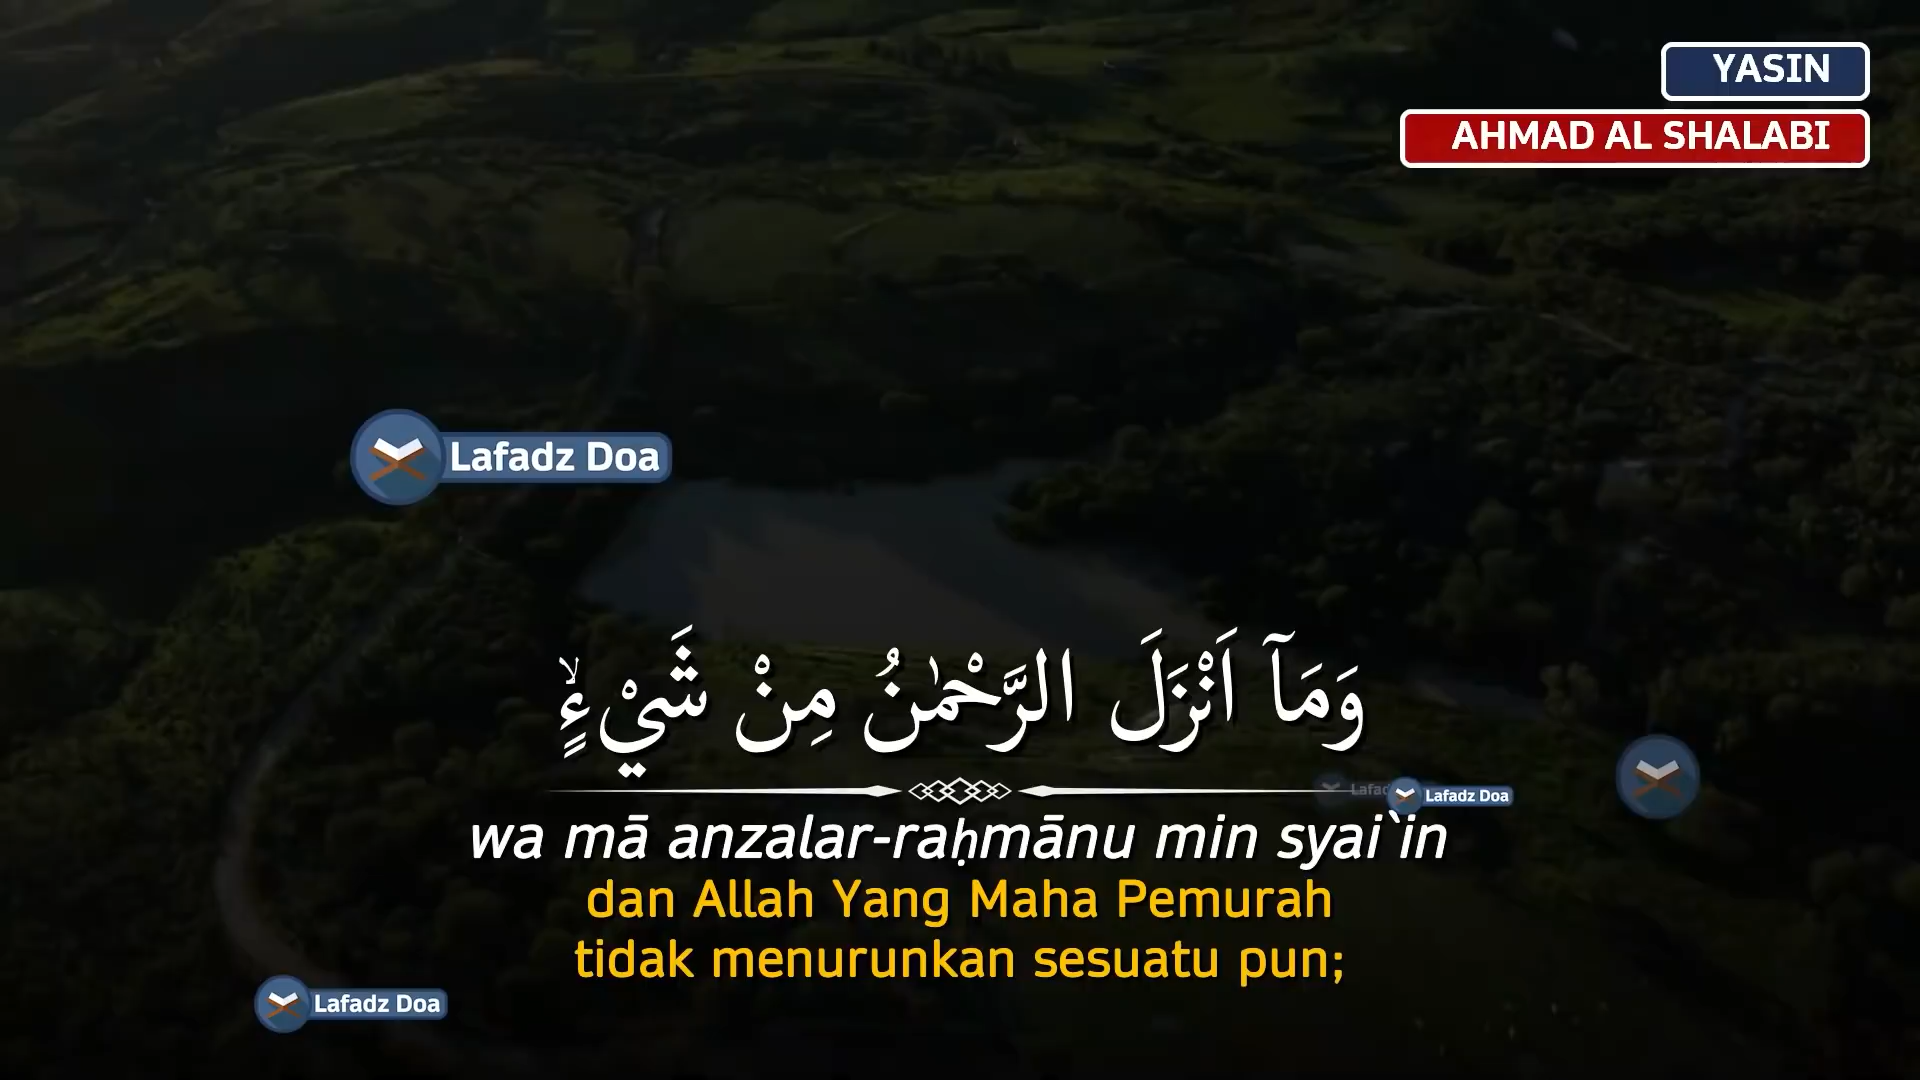 YASIN
AHMAD AL SHALABI
Lafadz Doa
وَمَآ اَنْزَلَ الرَّحْمٰنُ مِنْ شَيْءٍۙ
Lafadz Doa
wa mā anzalar-raḥmānu min syai`in
dan Allah Yang Maha Pemurah
tidak menurunkan sesuatu pun;
Lafadz Doa